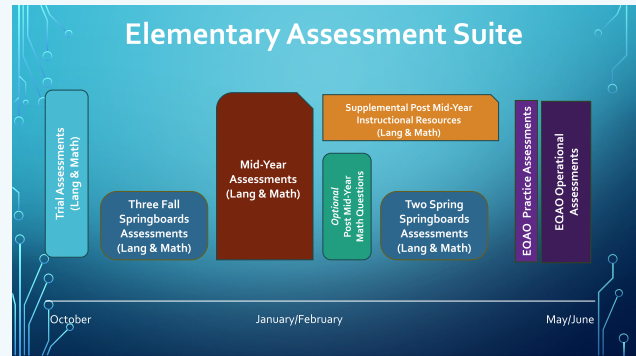 Elementary Assessment Suite
Trial Assessments
(Lang & Math)
Three Fall
Springboards
Assessments
(Lang & Math)
Mid-Year
Assessments
(Lang & Math)
Supplemental Post Mid-Year
Instructional Resources
(Lang & Math)
Optional
Post Mid-Year
Math Questions
Two Spring
Springboards
Assessments
(Lang & Math)
EQAO Practice Assessments
EQAO Operational
Assessments
October
January/February
May/June